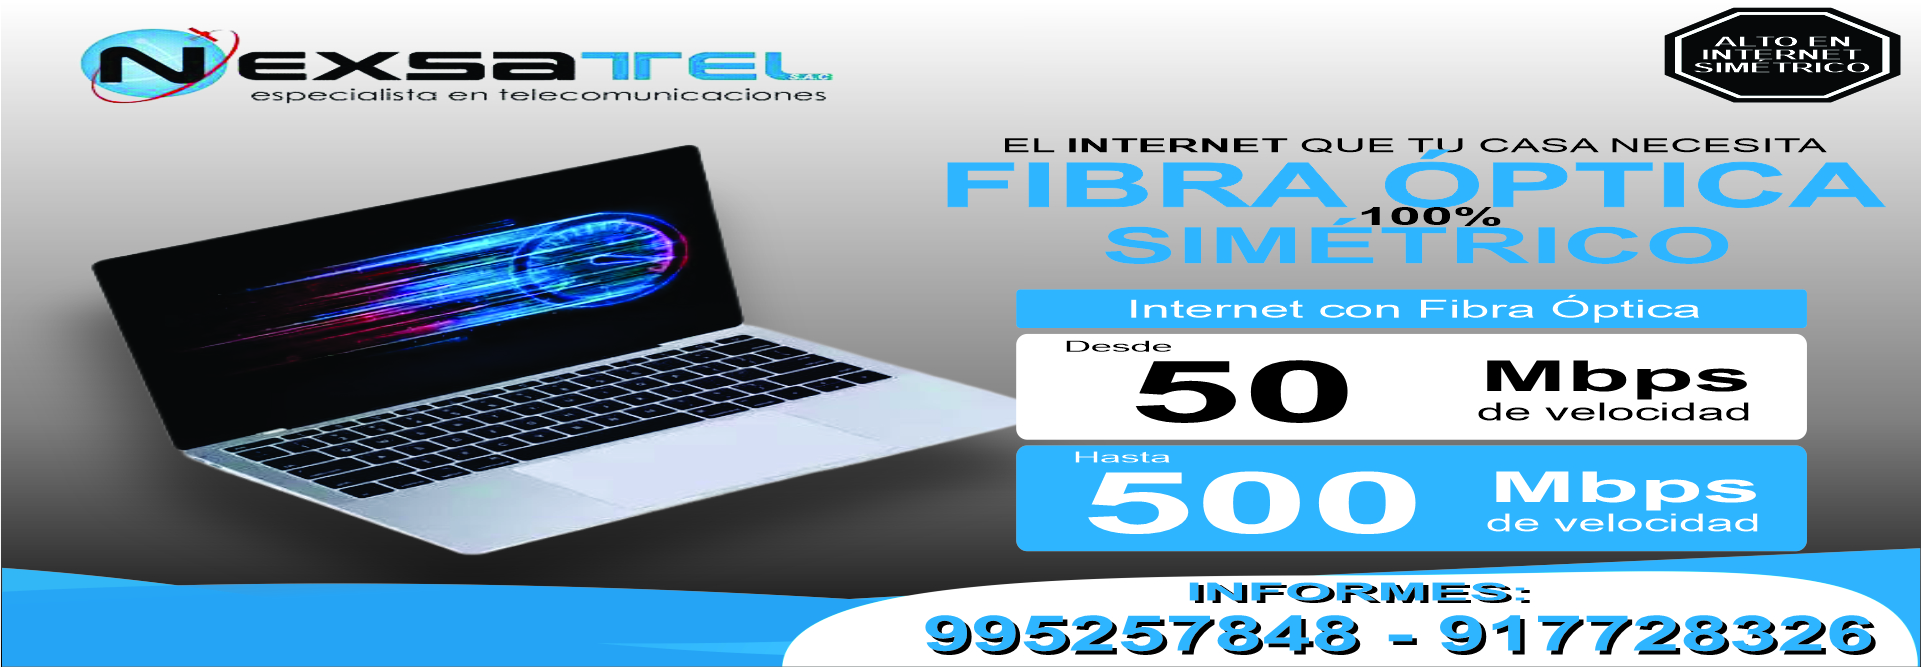 NEXSATEL S.A.C
especialista en telecomunicaciones
ALTO EN
INTERNET
SIMÉTRICO
EL INTERNET QUE TU CASA NECESITA
FIBRA ÓPTICA
100%
SIMÉTRICO
Internet con Fibra Óptica
Desde
50 Mbps
de velocidad
Hasta
500 Mbps
de velocidad
INFORMES:
995257848 - 917728326